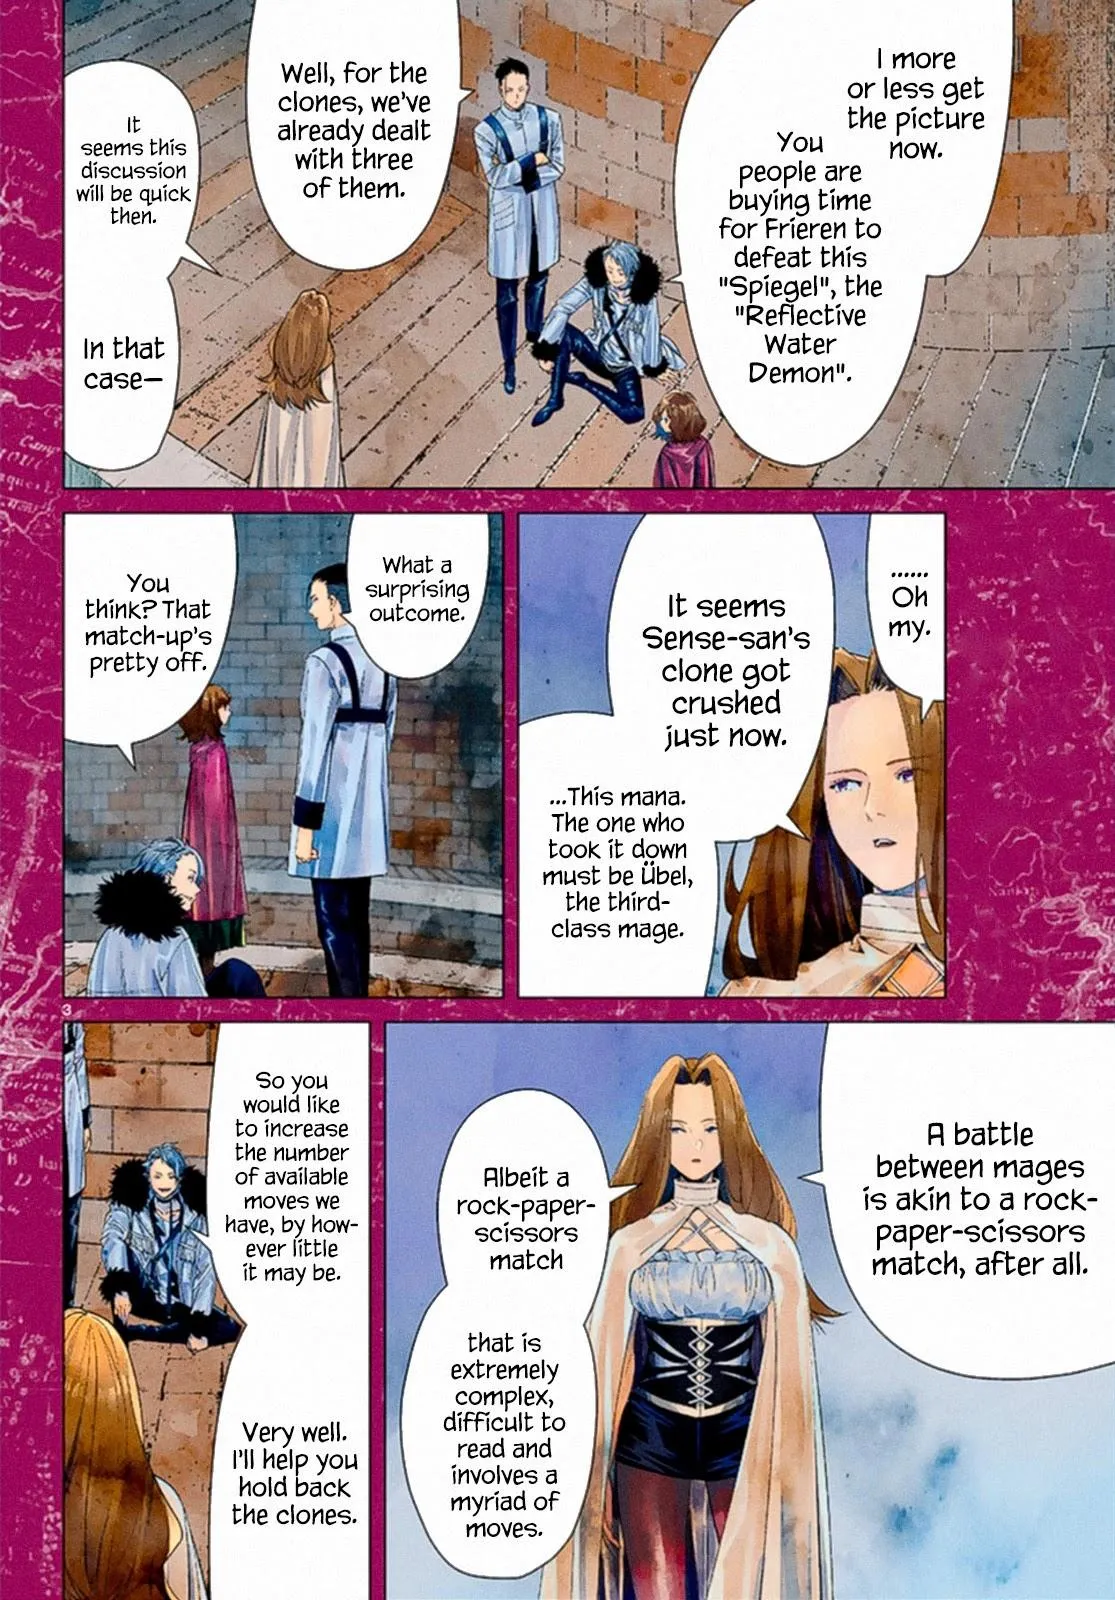 I more
or less get
the picture
now.
You
people are
buying time
for Frieren to
defeat this
"Spiegel", the
"Reflective
Water
Demon".
Well, for the
clones, we've
already dealt
with three
of them.
It
seems this
discussion
will be quick
then.
In that
case—
......
Oh
my.
It seems
Sense-san's
clone got
crushed
just now.
...This mana.
The one who
took it down
must be Übel,
the third-
class mage.
What a
surprising
outcome.
You
think? That
match-up's
pretty off.
3
A battle
between mages
is akin to a rock-
paper-scissors
match, after all.
Albeit a
rock-paper-
scissors
match
that is
extremely
complex,
difficult to
read and
involves a
myriad of
moves.
So you
would like
to increase
the number
of available
moves we
have, by how-
ever little
it may be.
Very well.
I'll help you
hold back
the clones.